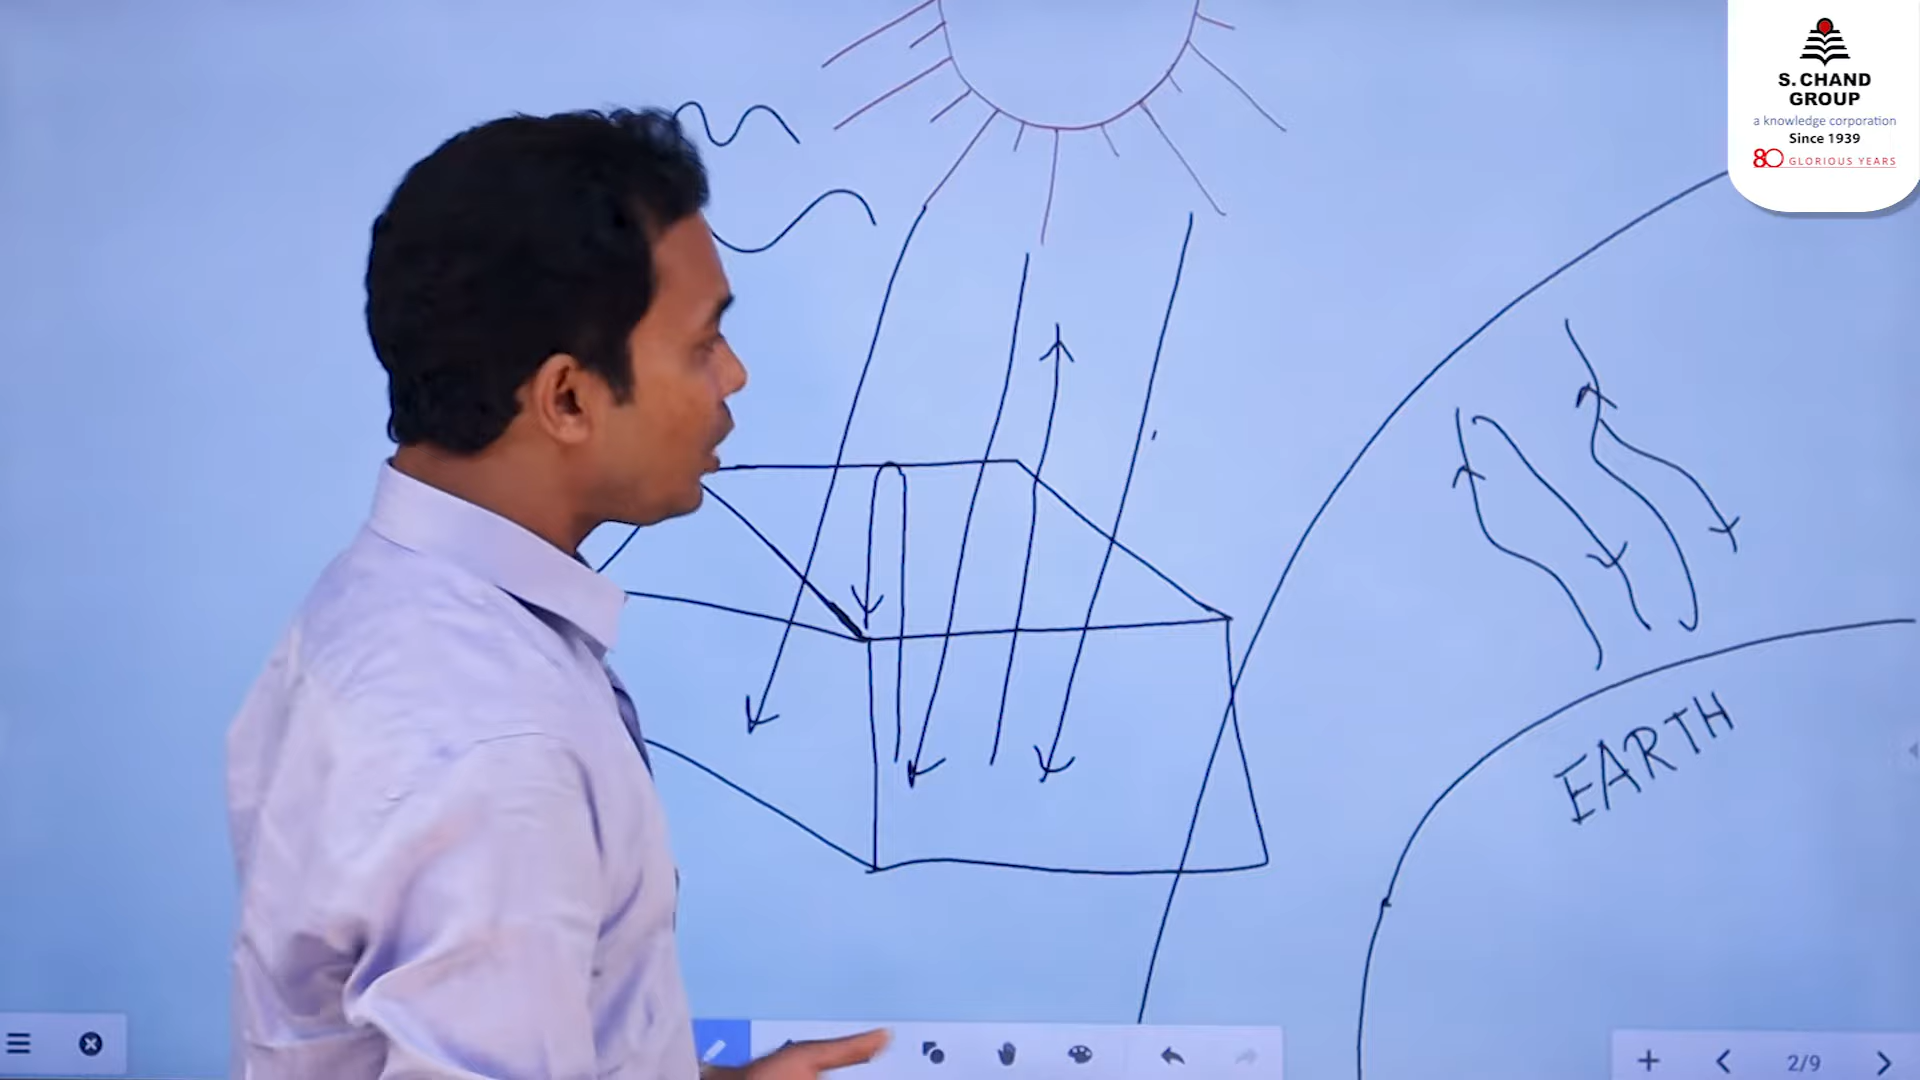 S. CHAND
GROUP
a knowledge corporation
Since 1939
80 GLORIOUS YEARS
EARTH
2/9